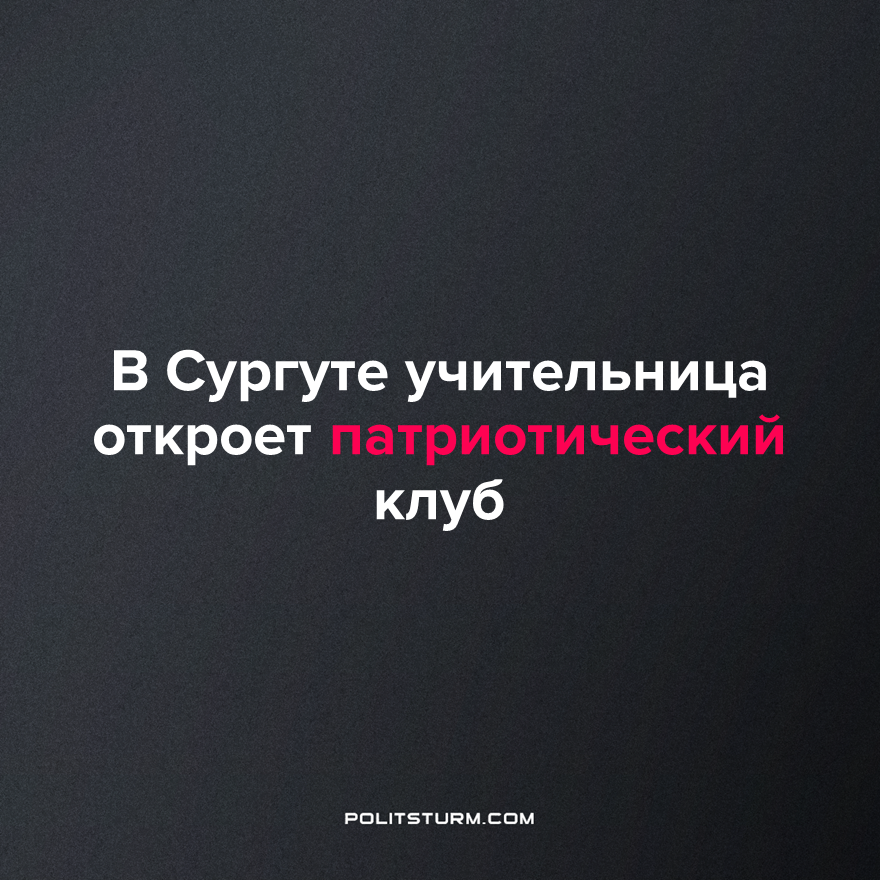 В Сургуте учительница
откроет патриотический
клуб
POLITSTURM.COM